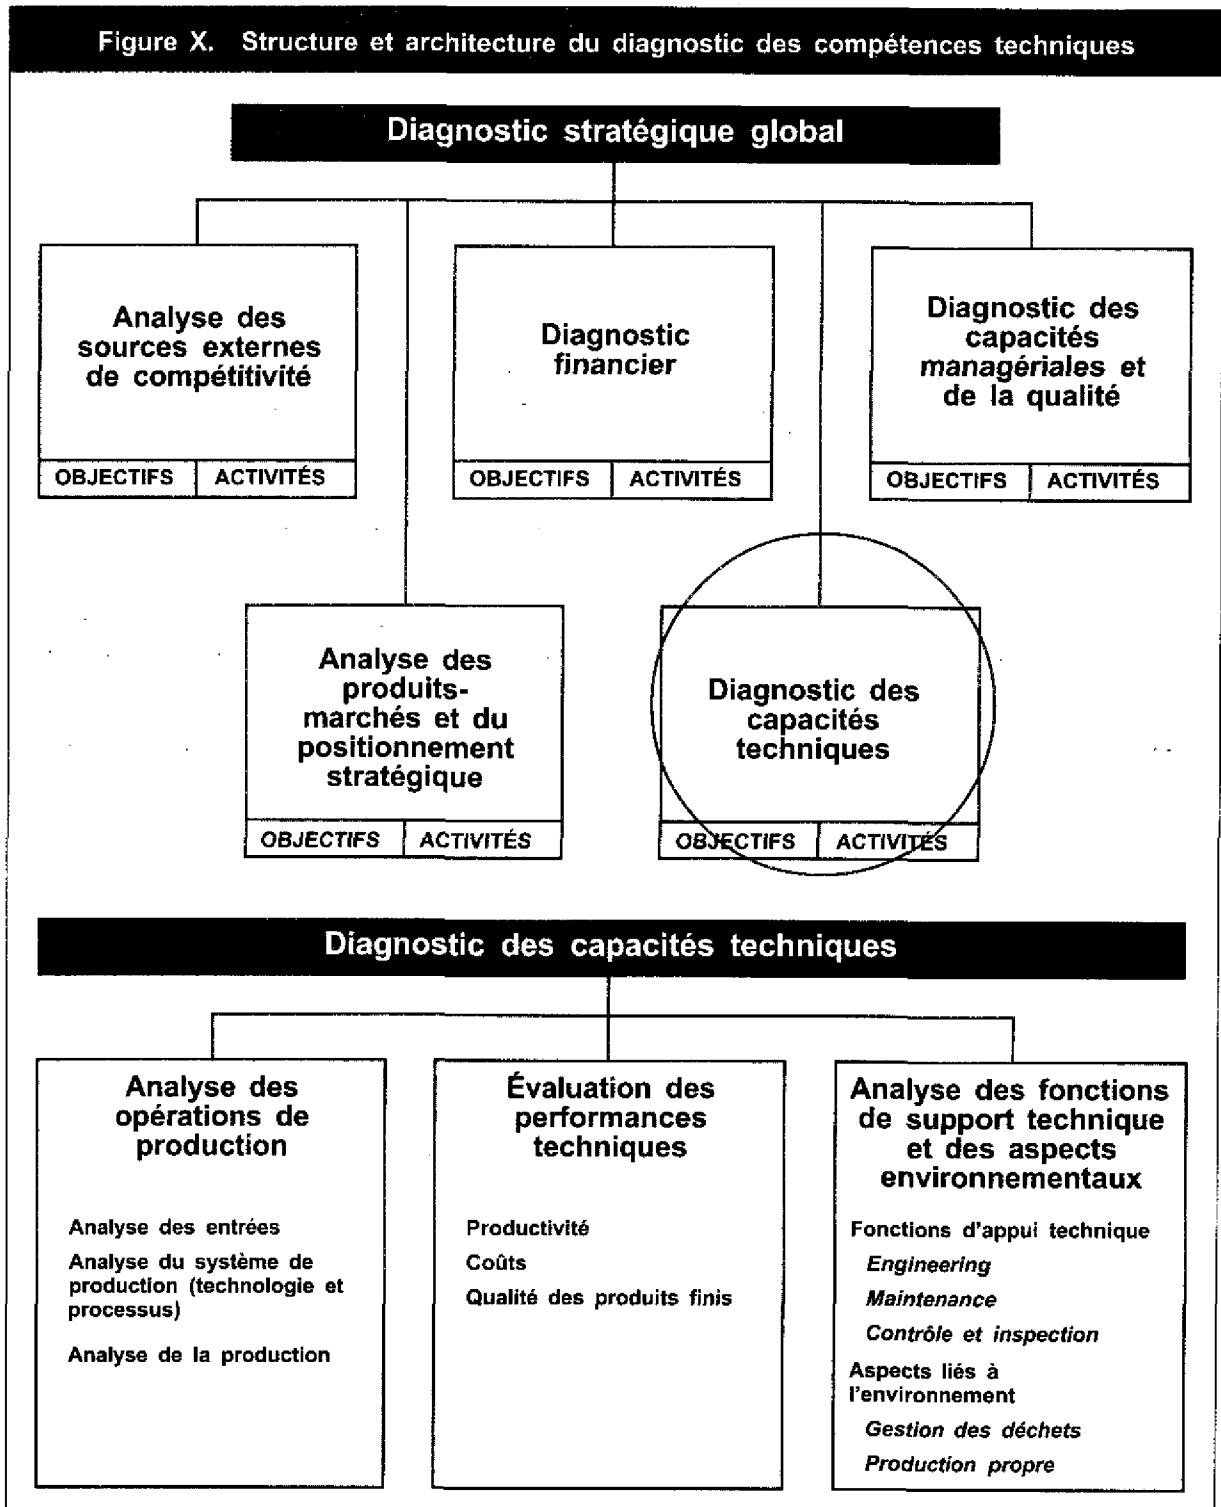 Figure X. Structure et architecture du diagnostic des compétences techniques
Diagnostic stratégique global
Analyse des
sources externes
de compétitivité
OBJECTIFS
ACTIVITÉS
Diagnostic
financier
OBJECTIFS
ACTIVITÉS
Diagnostic des
capacités
managériales et
de la qualité
OBJECTIFS
ACTIVITÉS
Analyse des
produits-
marchés et du
positionnement
stratégique
OBJECTIFS
ACTIVITÉS
Diagnostic des
capacités
techniques
OBJECTIFS
ACTIVITÉS
Diagnostic des capacités techniques
Analyse des
opérations de
production
Analyse des entrées
Analyse du système de
production (technologie et
processus)
Analyse de la production
Évaluation des
performances
techniques
Productivité
Coûts
Qualité des produits finis
Analyse des fonctions
de support technique
et des aspects
environnementaux
Fonctions d'appui technique
Engineering
Maintenance
Contrôle et inspection
Aspects liés à
l'environnement
Gestion des déchets
Production propre